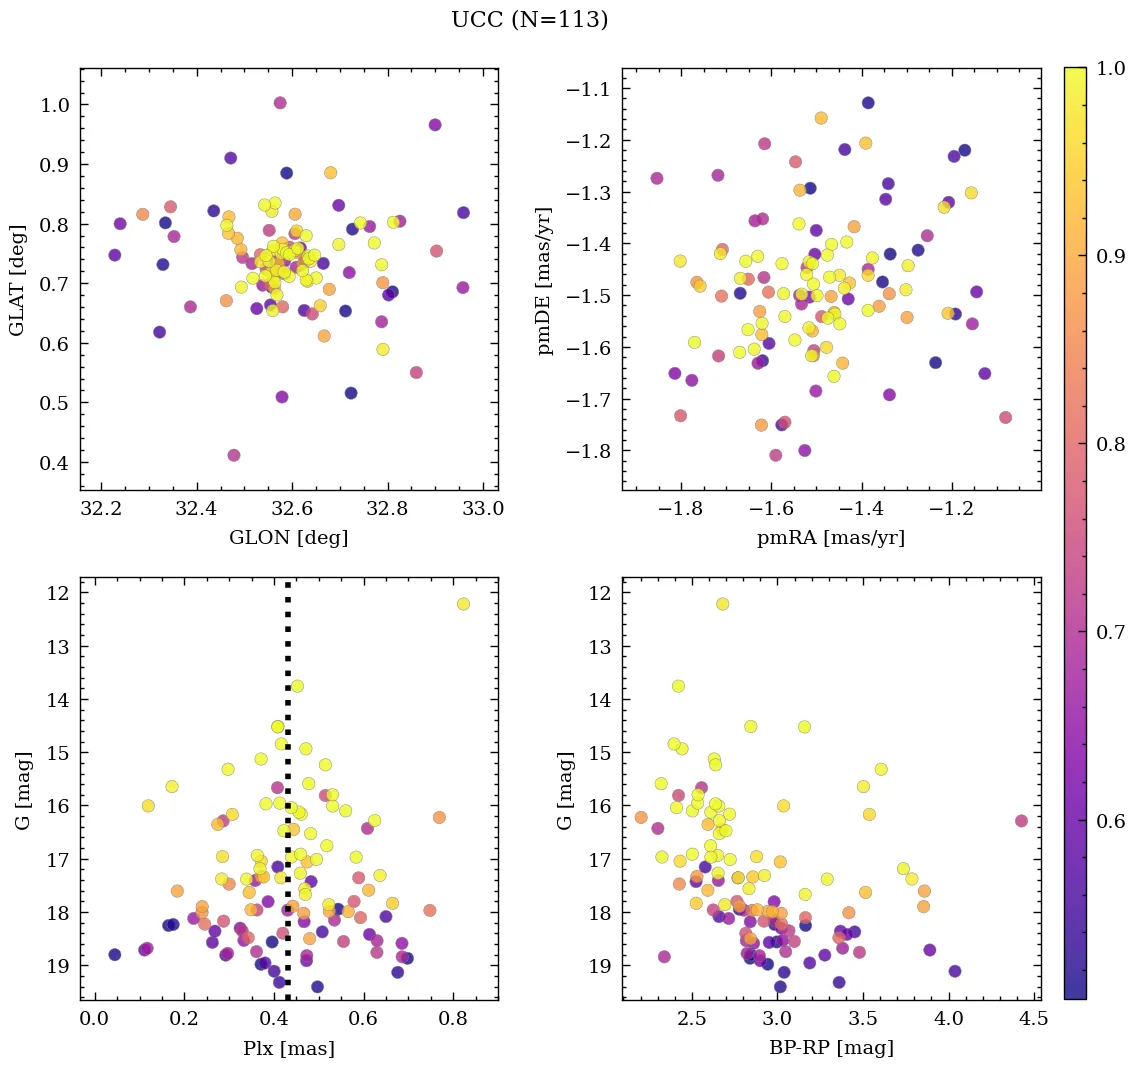 UCC (N=113)
1.0
0.9
0.8
0.7
0.6
0.5
0.4
GLAT [deg]
32.2 32.4 32.6 32.8 33.0
GLON [deg]
−1.1
−1.2
−1.3
−1.4
−1.5
−1.6
−1.7
−1.8
pmDE [mas/yr]
−1.8 −1.6 −1.4 −1.2
pmRA [mas/yr]
12
13
14
15
16
17
18
19
G [mag]
0.0 0.2 0.4 0.6 0.8
Plx [mas]
12
13
14
15
16
17
18
19
G [mag]
2.5 3.0 3.5 4.0 4.5
BP-RP [mag]
1.0
0.9
0.8
0.7
0.6